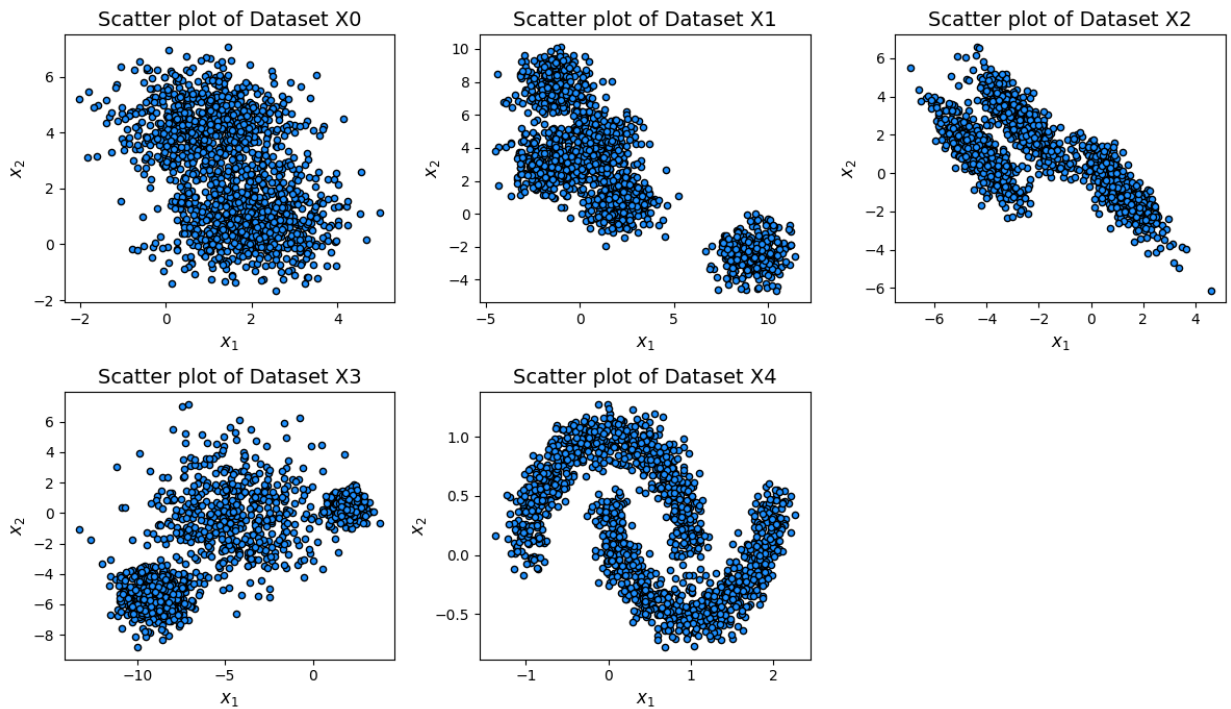 Scatter plot of Dataset X0
6
4
2
0
−2
x₂
−2 0 2 4
x₁
Scatter plot of Dataset X1
10
8
6
4
2
0
−2
−4
x₂
−5 0 5 10
x₁
Scatter plot of Dataset X2
6
4
2
0
−2
−4
−6
x₂
−6 −4 −2 0 2 4
x₁
Scatter plot of Dataset X3
6
4
2
0
−2
−4
−6
−8
x₂
−10 −5 0
x₁
Scatter plot of Dataset X4
1.0
0.5
0.0
−0.5
x₂
−1 0 1 2
x₁